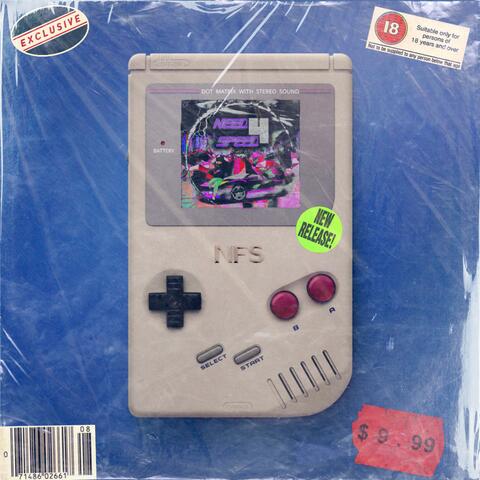 EXCLUSIVE
18
Suitable only for
persons of
18 years and over
Not to be supplied to any person below that age
DOT MATRIX WITH STEREO SOUND
NEED 4
SPEED
BATTERY
NEW
RELEASE!
NFS
B
A
SELECT
START
08
0
71486 02661
$9.99